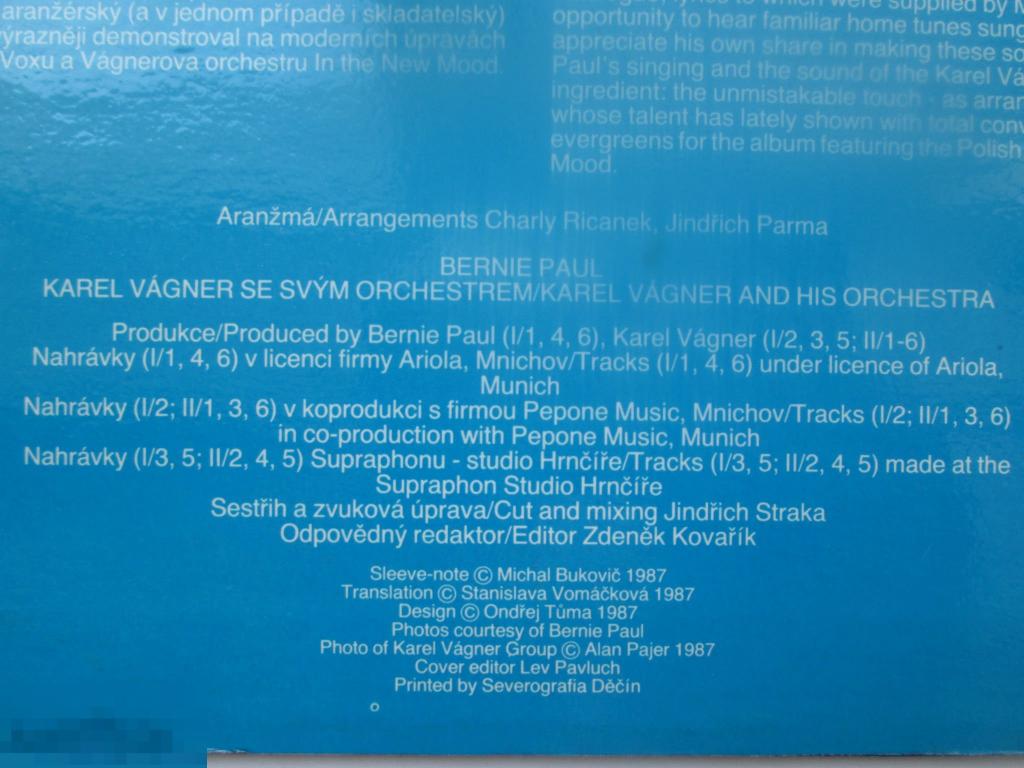 aranžérský (a v jednom případě i skladatelský)
výrazněji demonstroval na moderních úpravách
Voxu a Vágnerova orchestru In the New Mood.
to which were supplied by
opportunity to hear familiar home tunes sung
appreciate his own share in making these
Paul's singing and the sound of the Karel
ingredient: the unmistakable touch - as
whose talent has lately shown with total
evergreens for the album featuring the Polish
Mood.
Aranžmá/Arrangements Charly Ricanek, Jindřich Parma
BERNIE PAUL
KAREL VÁGNER SE SVÝM ORCHESTREM/KAREL VÁGNER AND HIS ORCHESTRA
Produkce/Produced by Bernie Paul (I/1, 4, 6), Karel Vágner (I/2, 3, 5; II/1-6)
Nahrávky (I/1, 4, 6) v licenci firmy Ariola, Mnichov/Tracks (I/1, 4, 6) under licence of Ariola,
Munich
Nahrávky (I/2; II/1, 3, 6) v koprodukci s firmou Pepone Music, Mnichov/Tracks (I/2; II/1, 3, 6)
in co-production with Pepone Music, Munich
Nahrávky (I/3, 5; II/2, 4, 5) Supraphonu - studio Hrnčíře/Tracks (I/3, 5; II/2, 4, 5) made at the
Supraphon Studio Hrnčíře
Sestřih a zvuková úprava/Cut and mixing Jindřich Straka
Odpovědný redaktor/Editor Zdeněk Kovařík
Sleeve-note © Michal Bukovič 1987
Translation © Stanislava Vomáčková 1987
Design © Ondřej Tůma 1987
Photos courtesy of Bernie Paul
Photo of Karel Vágner Group © Alan Pajer 1987
Cover editor Lev Pavluch
Printed by Severografia Děčín